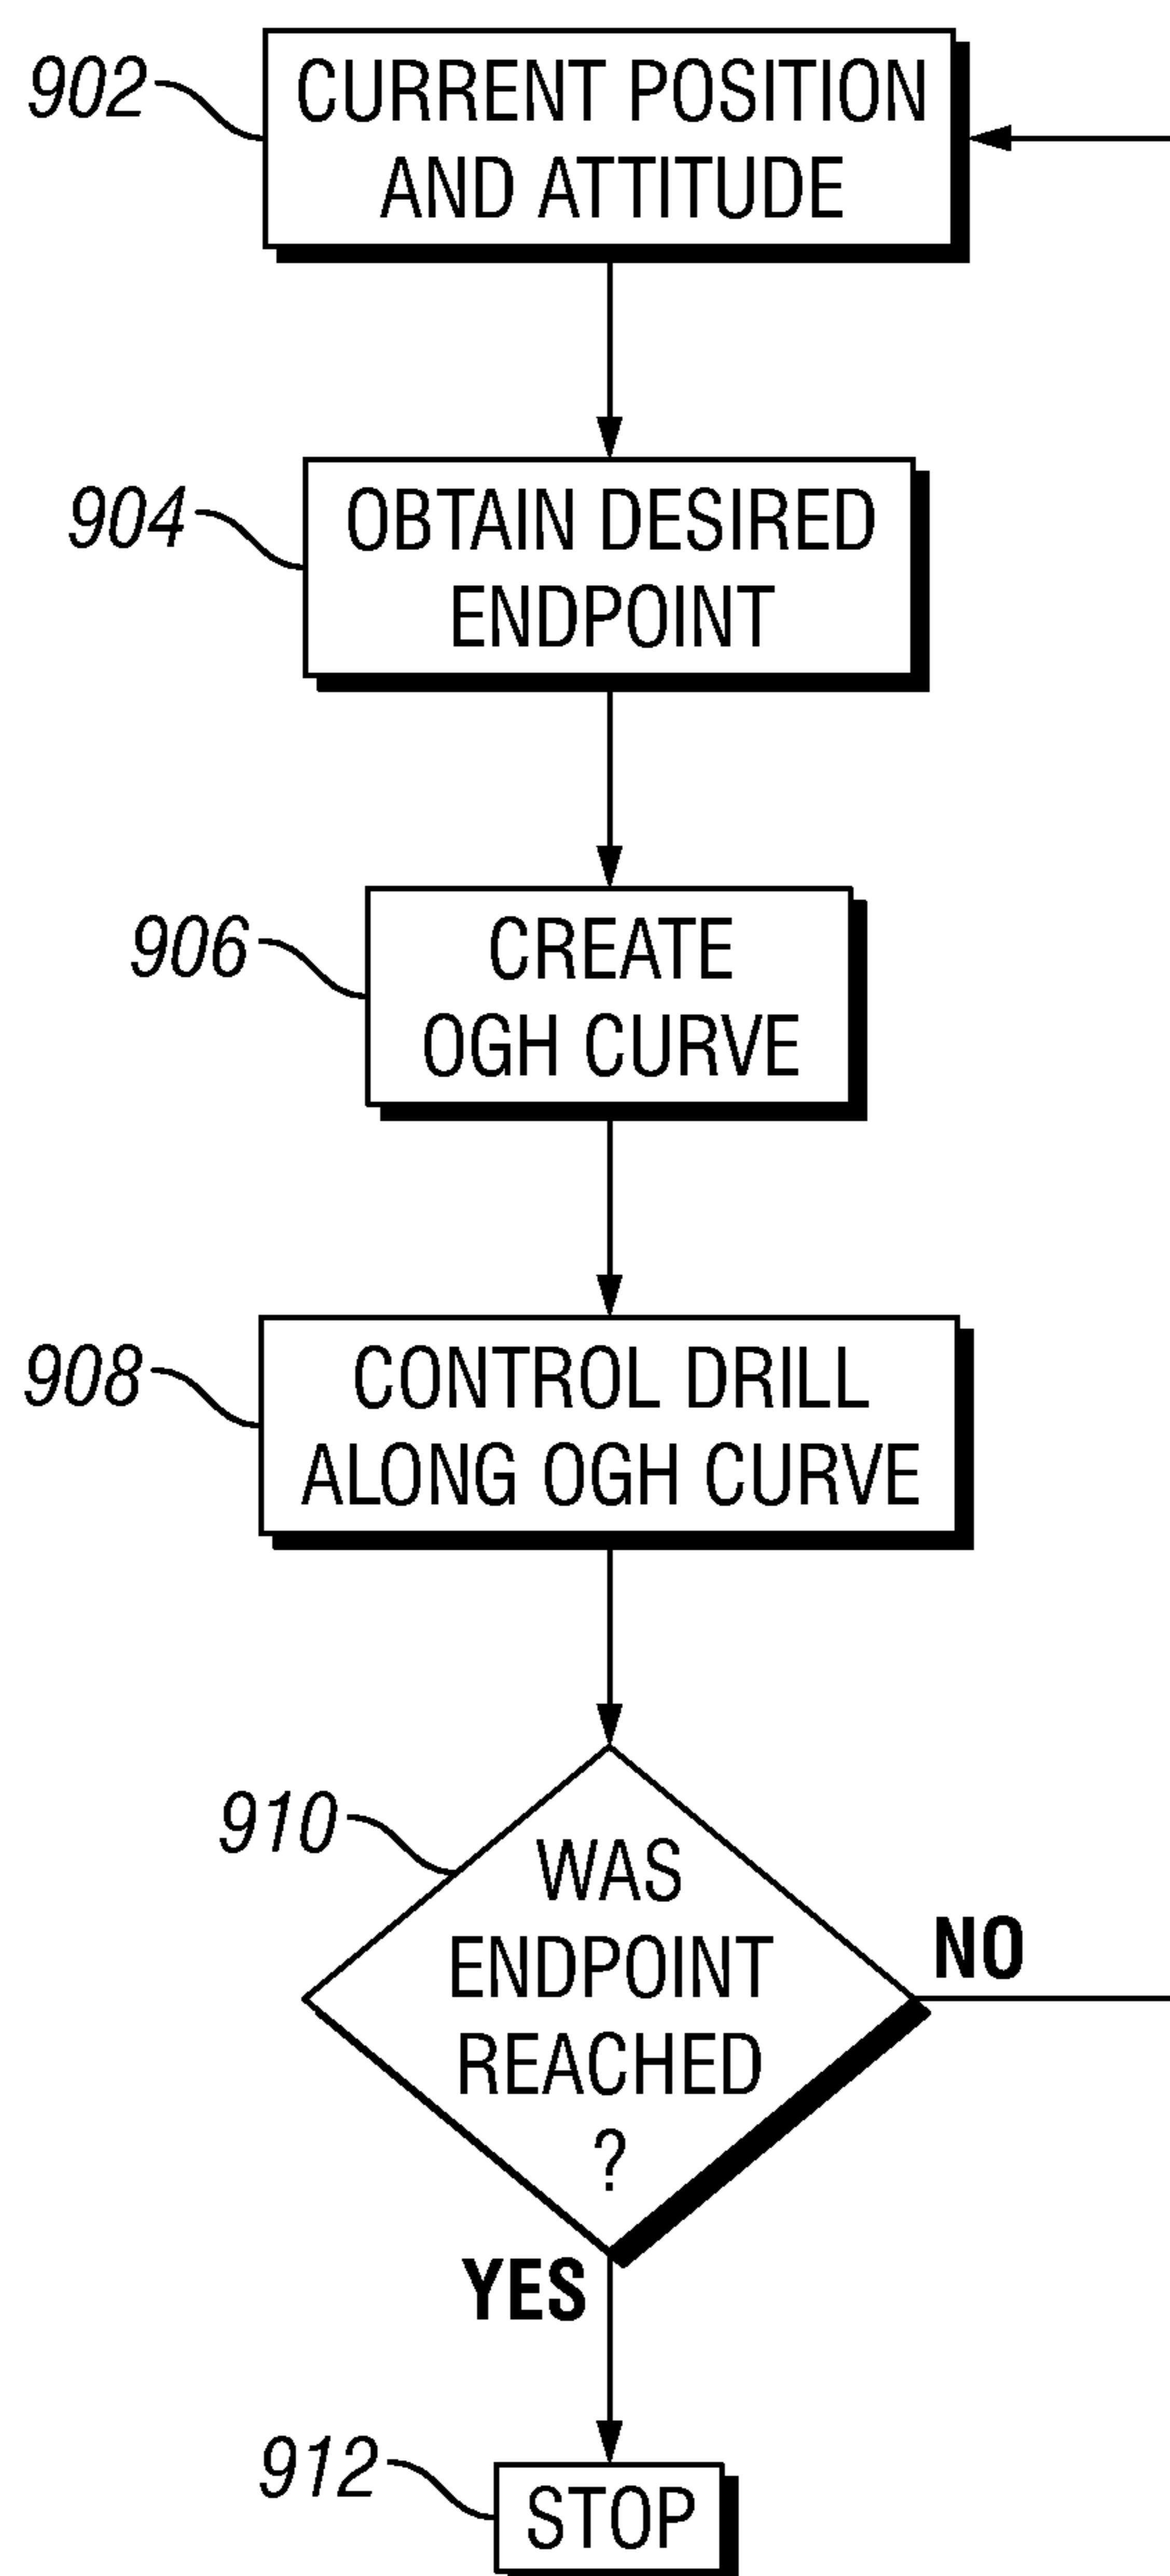 902
CURRENT POSITION
AND ATTITUDE
904
OBTAIN DESIRED
ENDPOINT
906
CREATE
OGH CURVE
908
CONTROL DRILL
ALONG OGH CURVE
910
WAS
ENDPOINT
REACHED
?
NO
YES
912
STOP